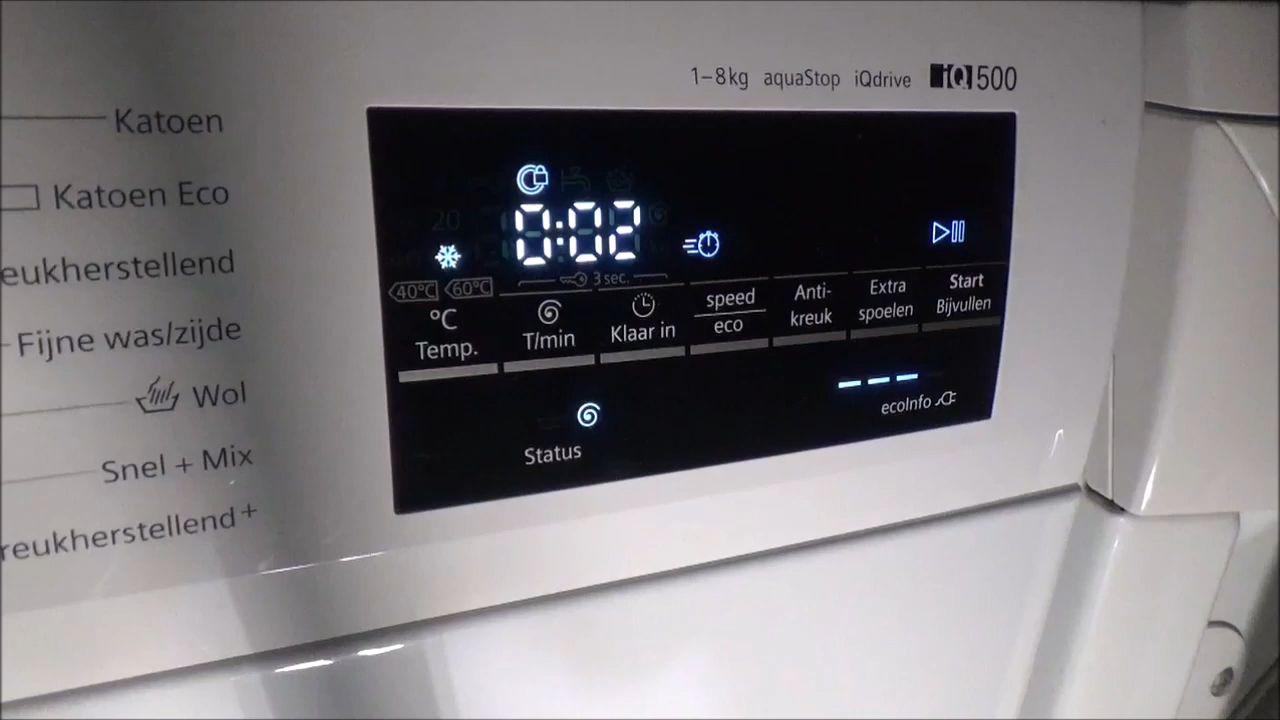 1–8kg aquaStop iQdrive iQ500
Katoen
Katoen Eco
eukherstellend
Fijne was/zijde
Wol
Snel + Mix
reukherstellend+
20
0:02
3 sec.
40°C 60°C
°C
Temp.
T/min
Klaar in
speed
eco
Anti-
kreuk
Extra
spoelen
Start
Bijvullen
ecoInfo
Status